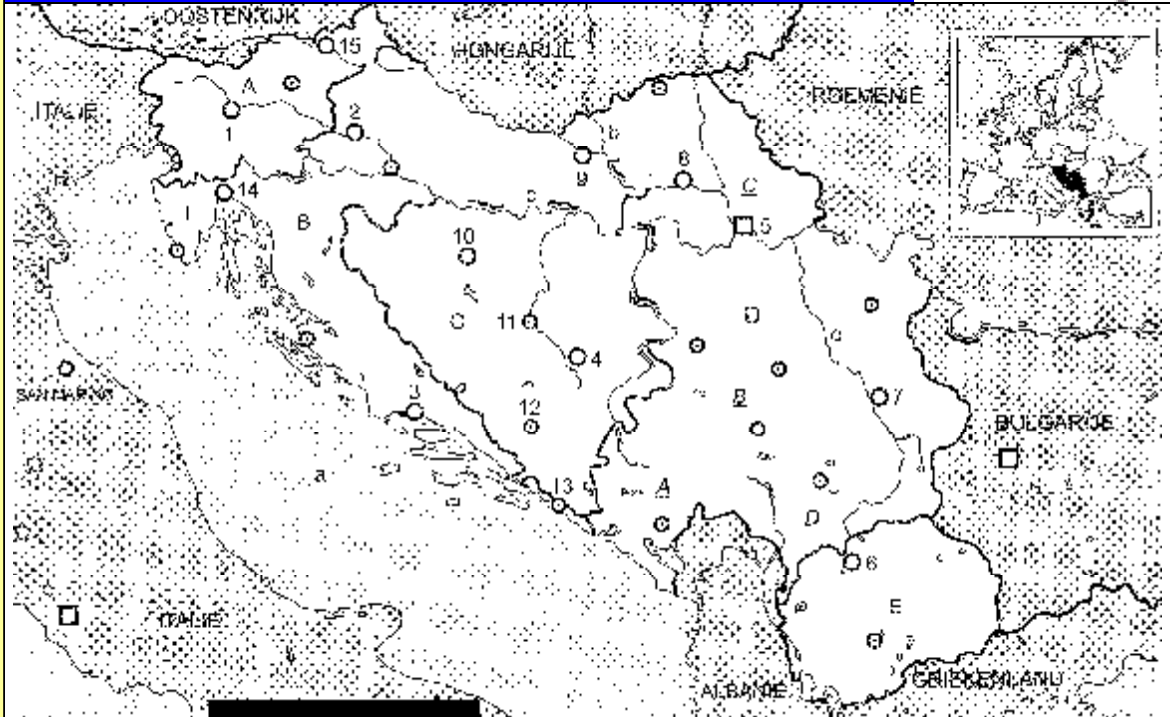 OOSTENRIJK
15
HONGARIJE
ROEMENIE
ITALIE
A
1
2
b
9
8
C
5
14
I
B
10
A
C
11
4
D
B
7
SAN MARINO
3
12
a
13
A
D
6
E
BULGARIJE
ITALIE
ALBANIE
GRIEKENLAND